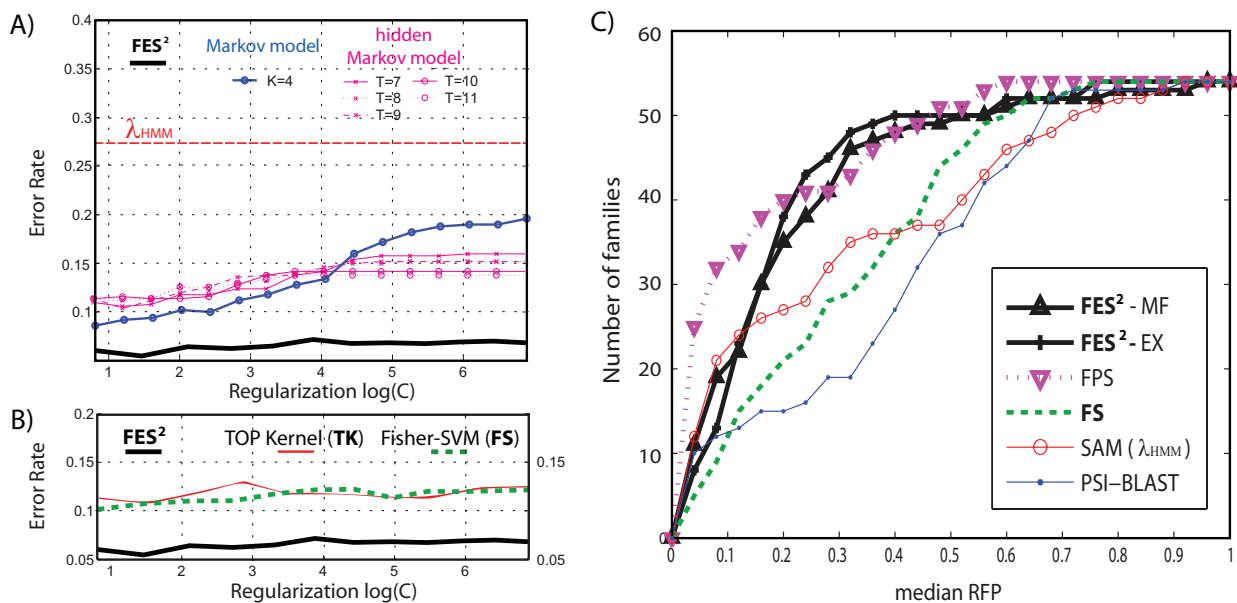 A)
0.4
0.35
0.3
0.25
0.2
0.15
0.1
Error Rate
FES²
Markov model
K=4
hidden
Markov model
T=7
T=8
T=9
T=10
T=11
λHMM
1
2
3
4
5
6
Regularization log(C)
B)
0.2
0.15
0.1
0.05
Error Rate
FES²
TOP Kernel (TK)
Fisher-SVM (FS)
0.15
0.05
1
2
3
4
5
6
Regularization log(C)
C)
60
50
40
30
20
10
0
Number of families
0
0.1
0.2
0.3
0.4
0.5
0.6
0.7
0.8
0.9
1
median RFP
FES² - MF
FES² - EX
FPS
FS
SAM (λHMM)
PSI−BLAST